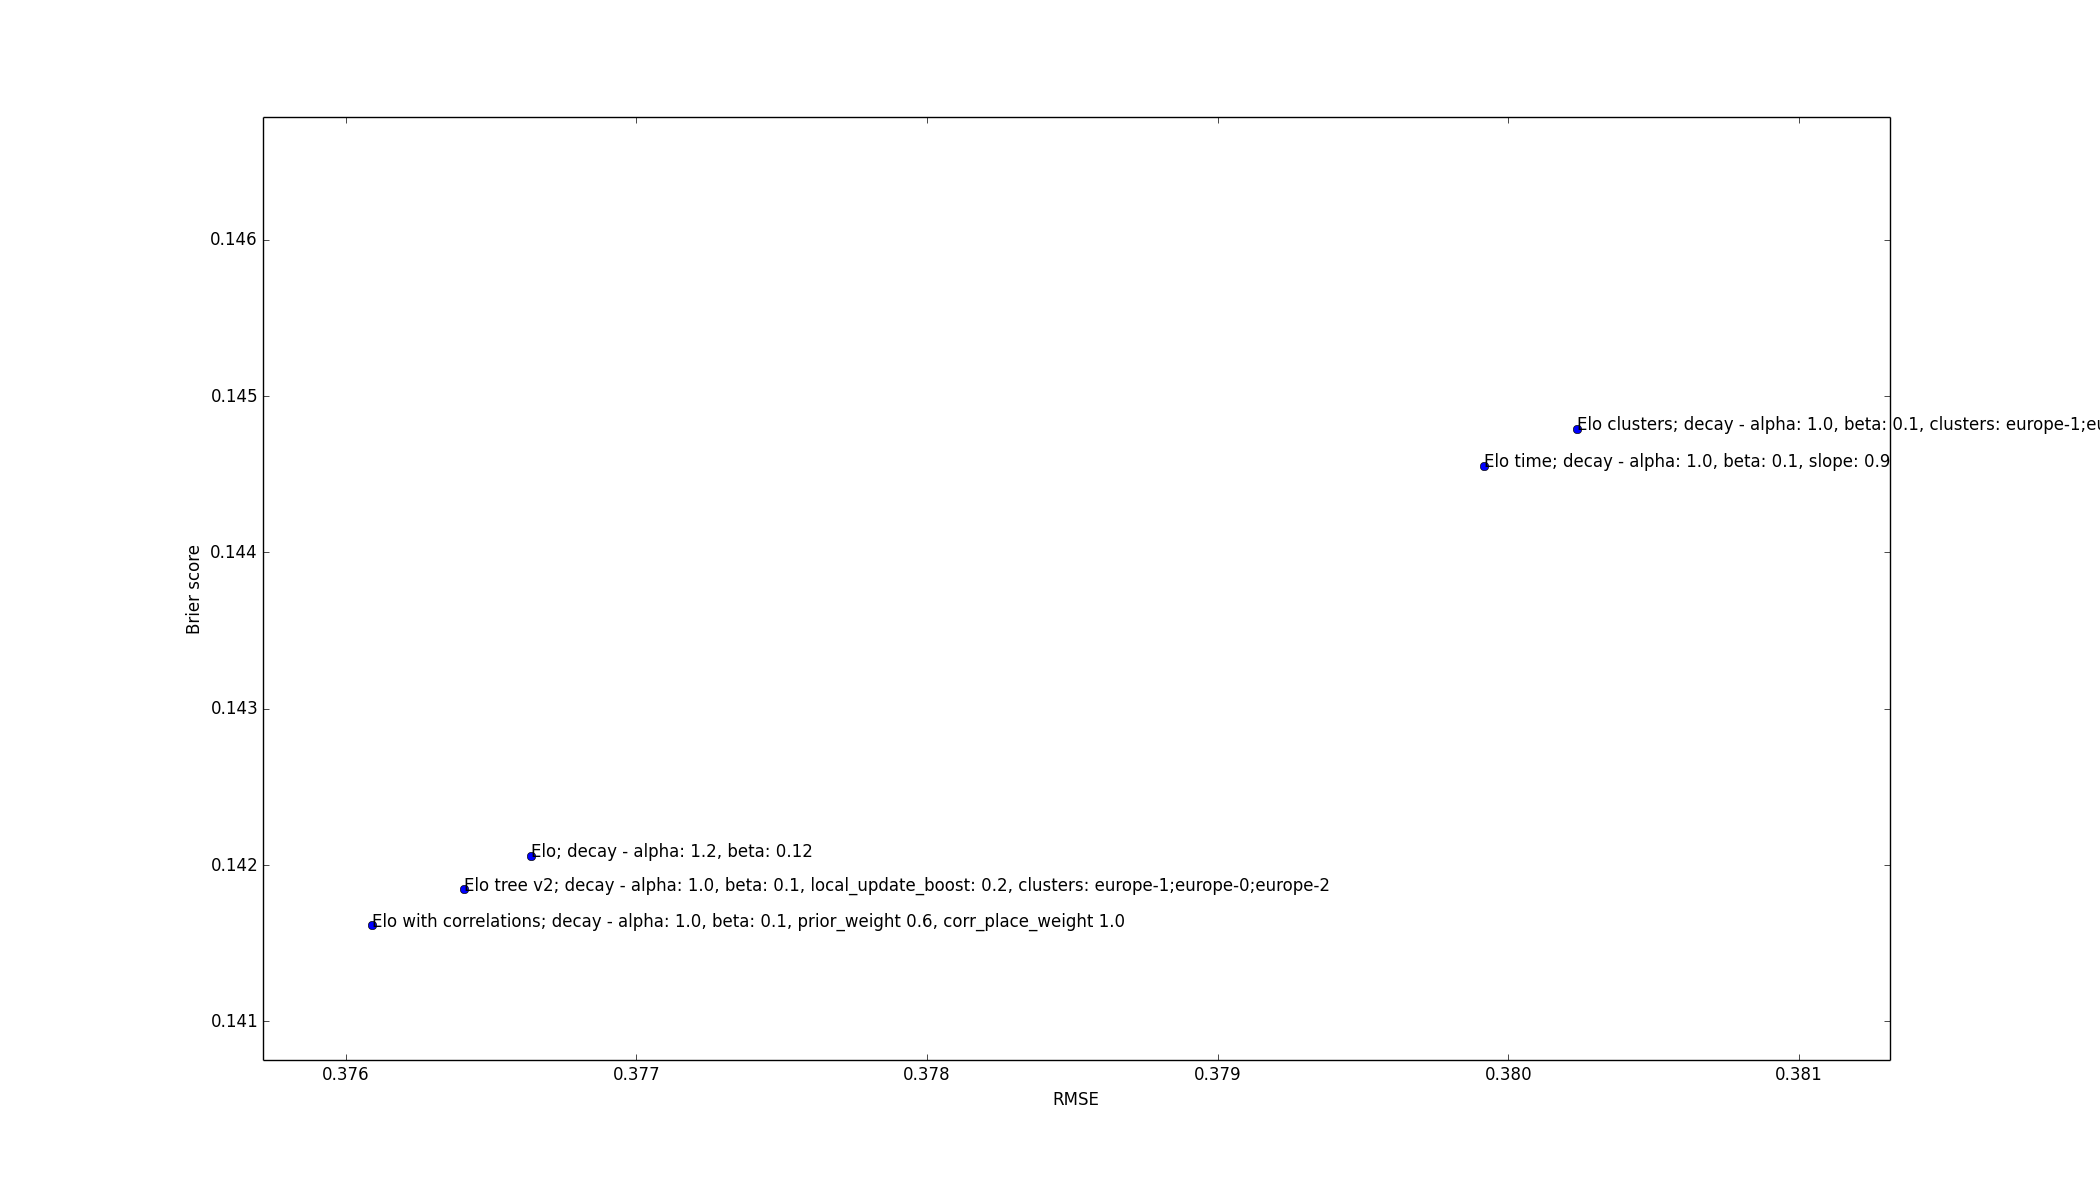 0.146
0.145
Elo clusters; decay - alpha: 1.0, beta: 0.1, clusters: europe-1;eu
Elo time; decay - alpha: 1.0, beta: 0.1, slope: 0.9
0.144
Brier score
0.143
Elo; decay - alpha: 1.2, beta: 0.12
0.142
Elo tree v2; decay - alpha: 1.0, beta: 0.1, local_update_boost: 0.2, clusters: europe-1;europe-0;europe-2
Elo with correlations; decay - alpha: 1.0, beta: 0.1, prior_weight 0.6, corr_place_weight 1.0
0.141
0.376 0.377 0.378 0.379 0.380 0.381
RMSE